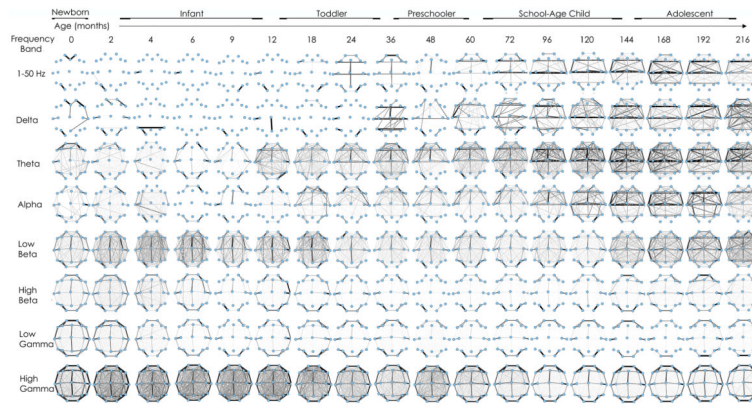 Newborn Infant Toddler Preschooler School-Age Child Adolescent
Age (months)
Frequency Band 0 2 4 6 9 12 18 24 36 48 60 72 96 120 144 168 192 216
1-50 Hz
Delta
Theta
Alpha
Low Beta
High Beta
Low Gamma
High Gamma